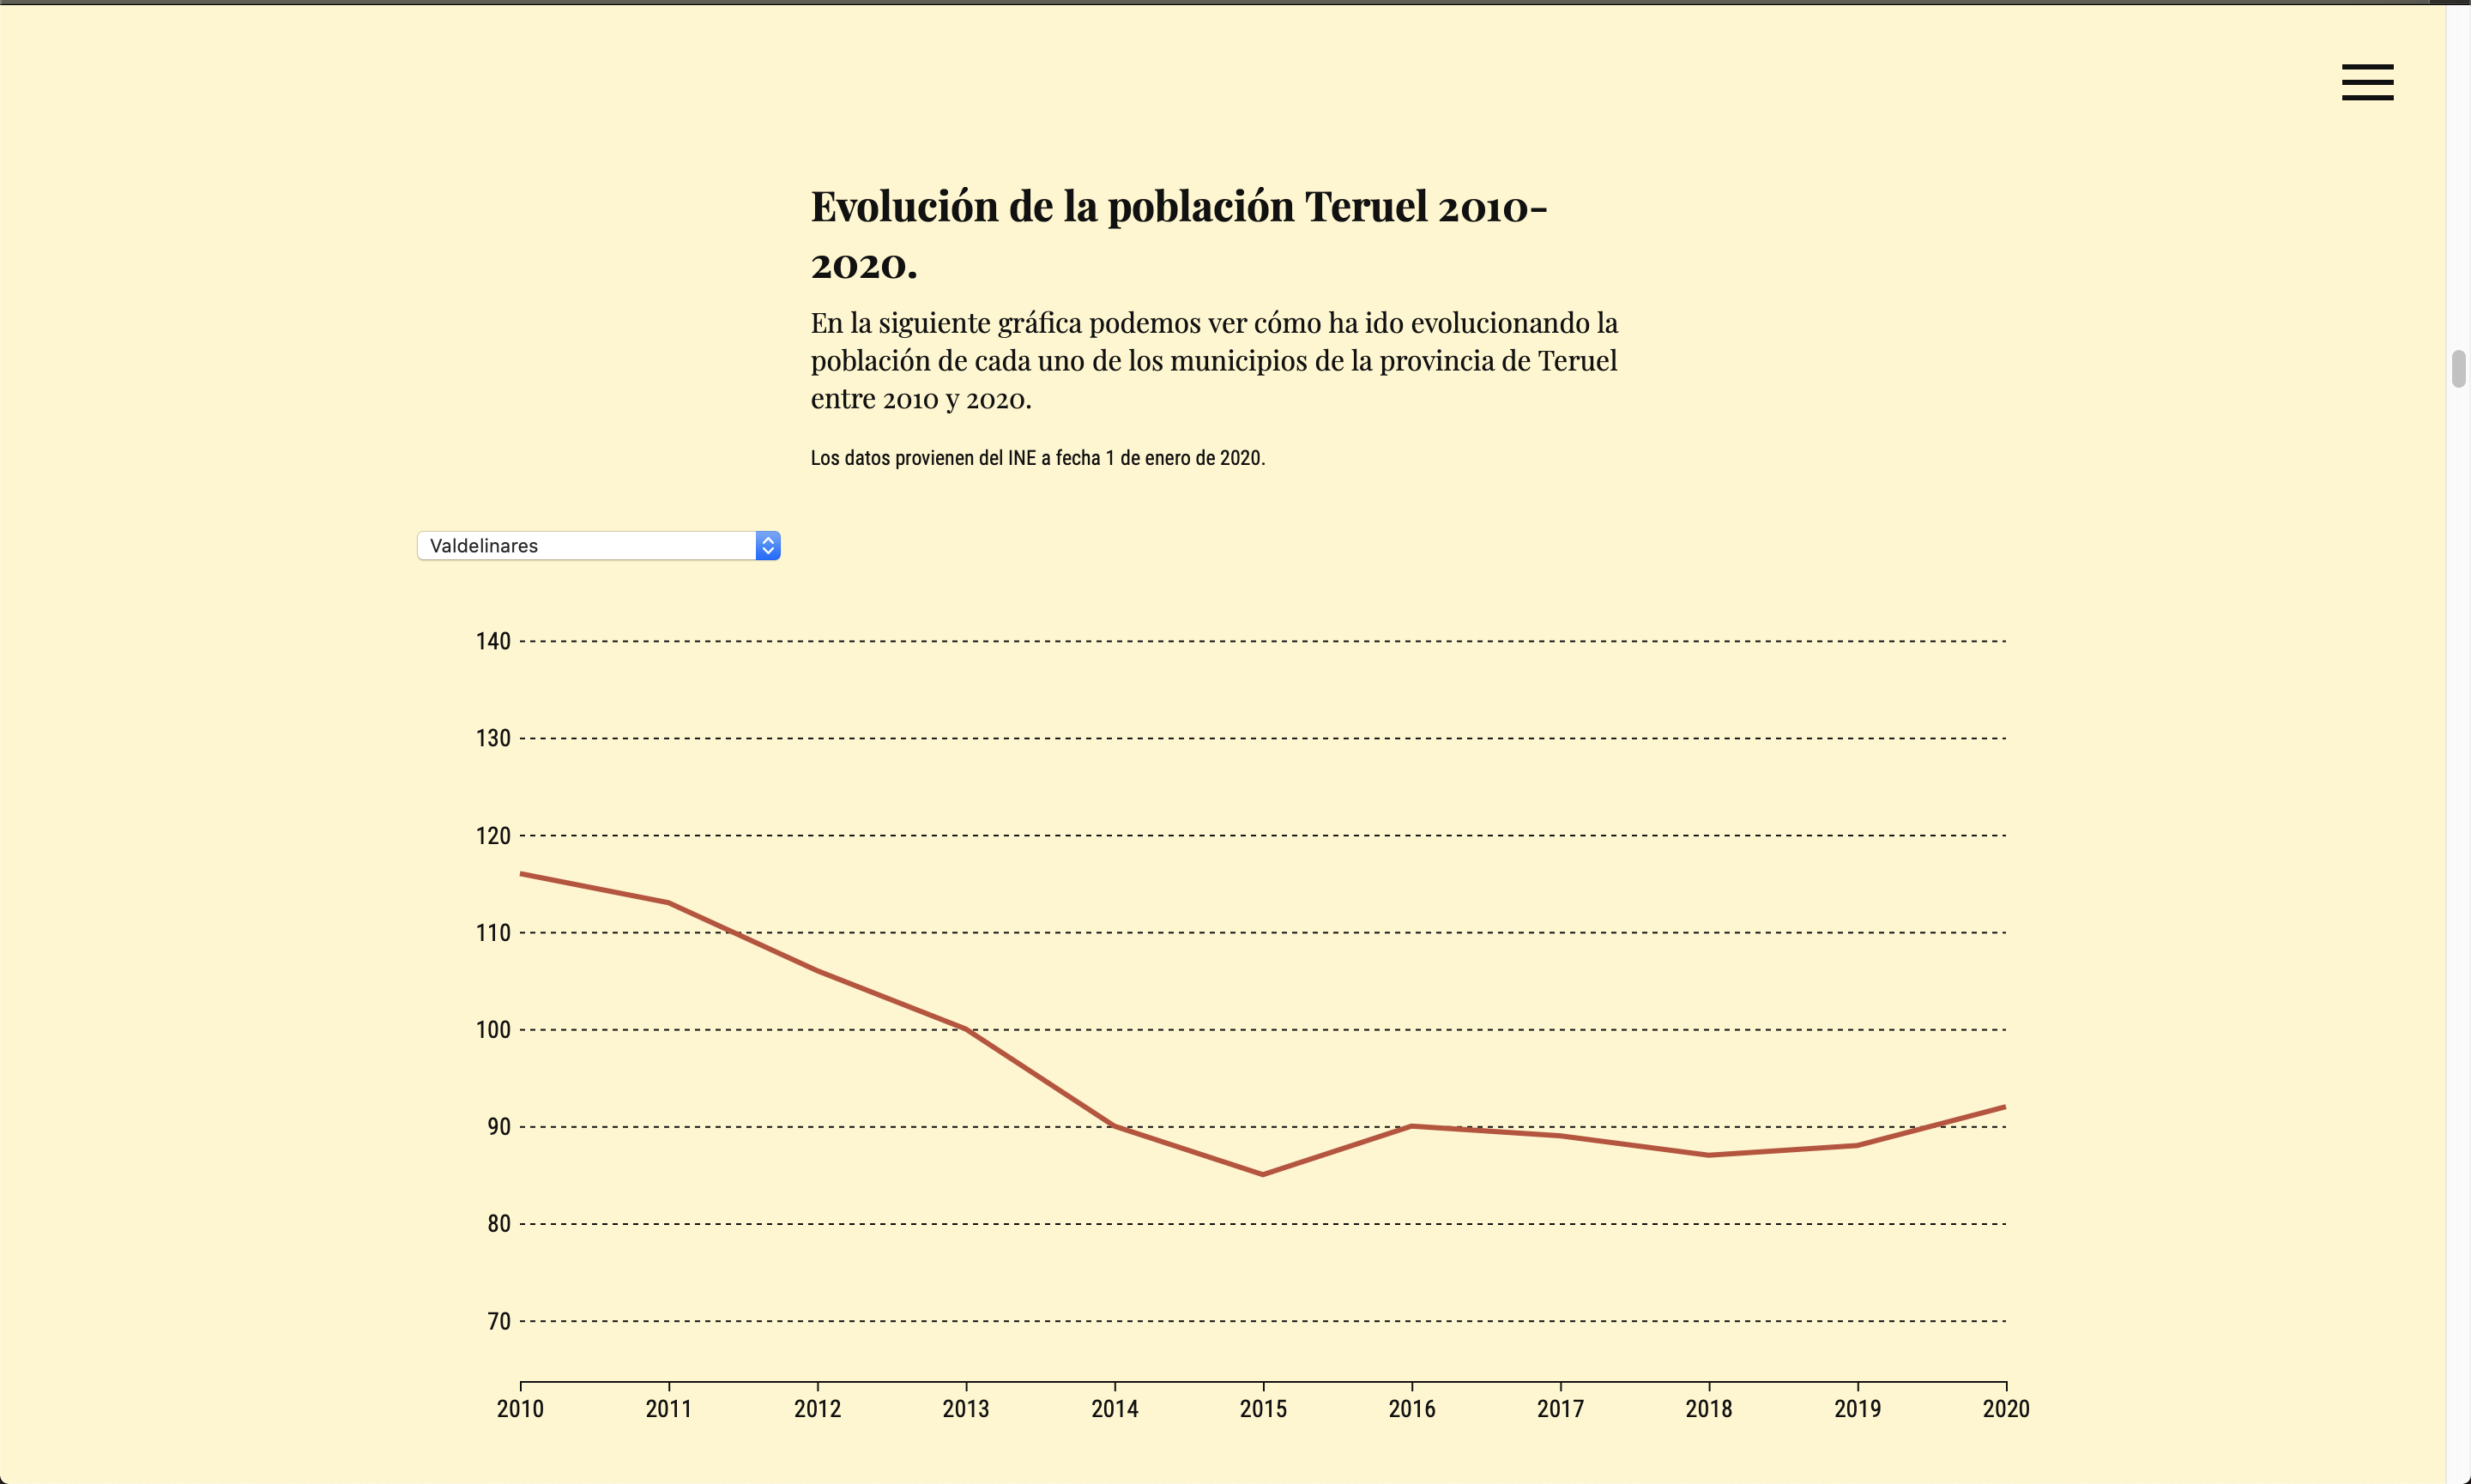 Evolución de la población Teruel 2010-
2020.
En la siguiente gráfica podemos ver cómo ha ido evolucionando la
población de cada uno de los municipios de la provincia de Teruel
entre 2010 y 2020.
Los datos provienen del INE a fecha 1 de enero de 2020.
Valdelinares
140
130
120
110
100
90
80
70
2010 2011 2012 2013 2014 2015 2016 2017 2018 2019 2020